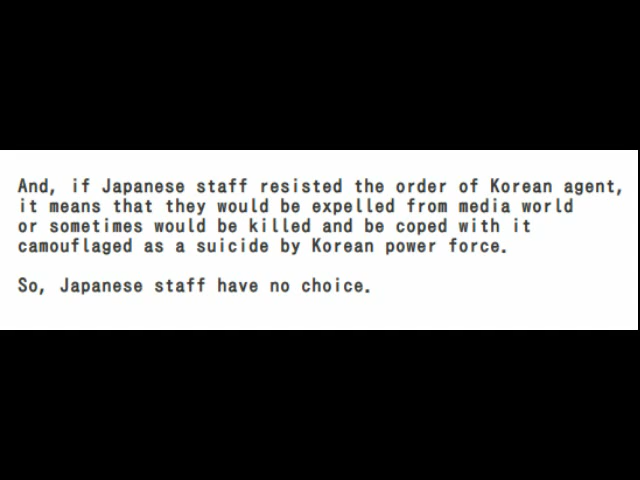 And, if Japanese staff resisted the order of Korean agent,
it means that they would be expelled from media world
or sometimes would be killed and be coped with it
camouflaged as a suicide by Korean power force.
So, Japanese staff have no choice.